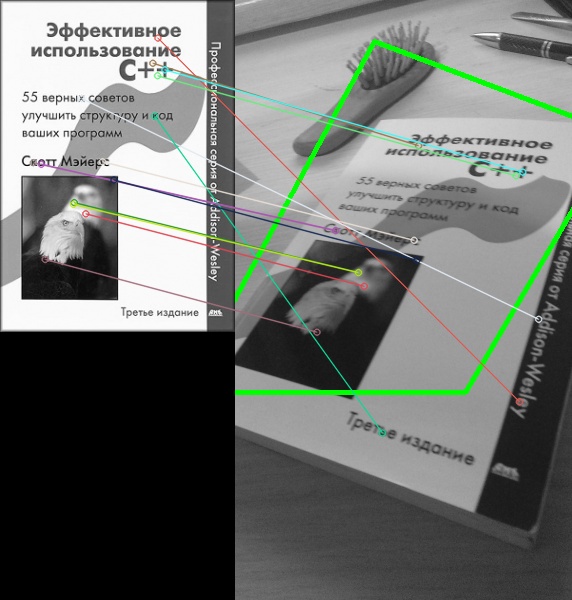 Эффективное
использование
C++
55 верных советов
улучшить структуру и код
ваших программ
Скотт Мэйерс
Третье издание
Профессиональная серия от Addison-Wesley
Эффективное
использование
C++
55 верных советов
улучшить структуру и код
ваших программ
Скотт Мэйерс
Третье издание
серия от Addison-Wesley